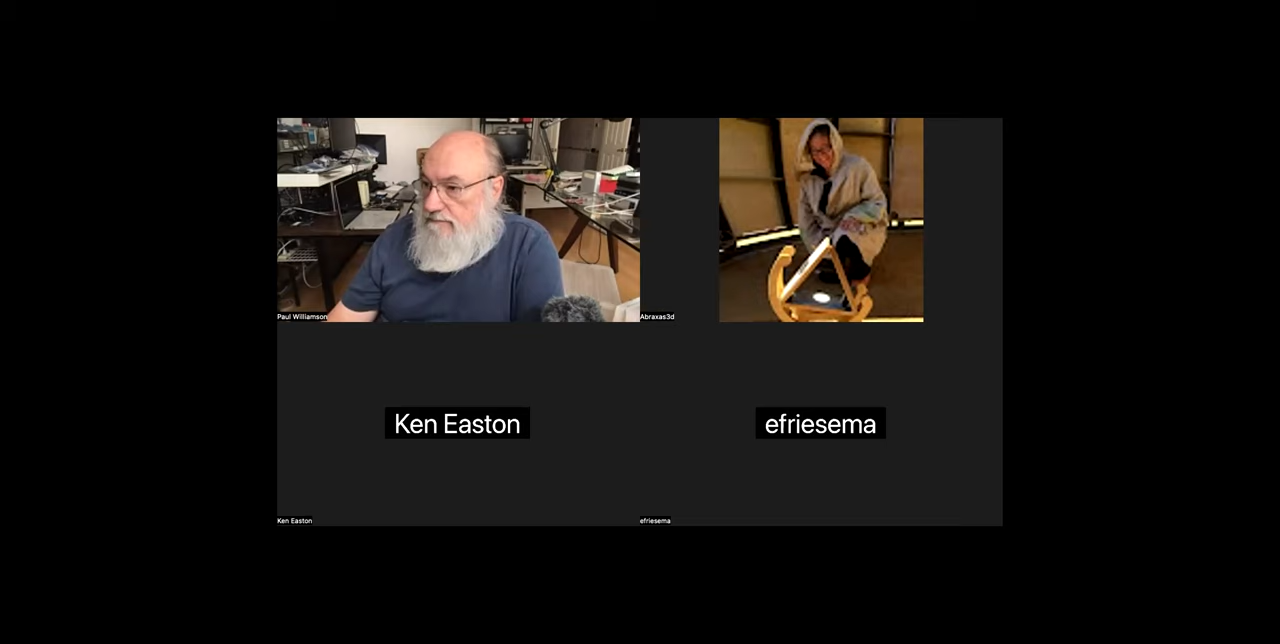 Paul Williamson
Abraxas3d
Ken Easton
efriesema
Ken Easton
efriesema